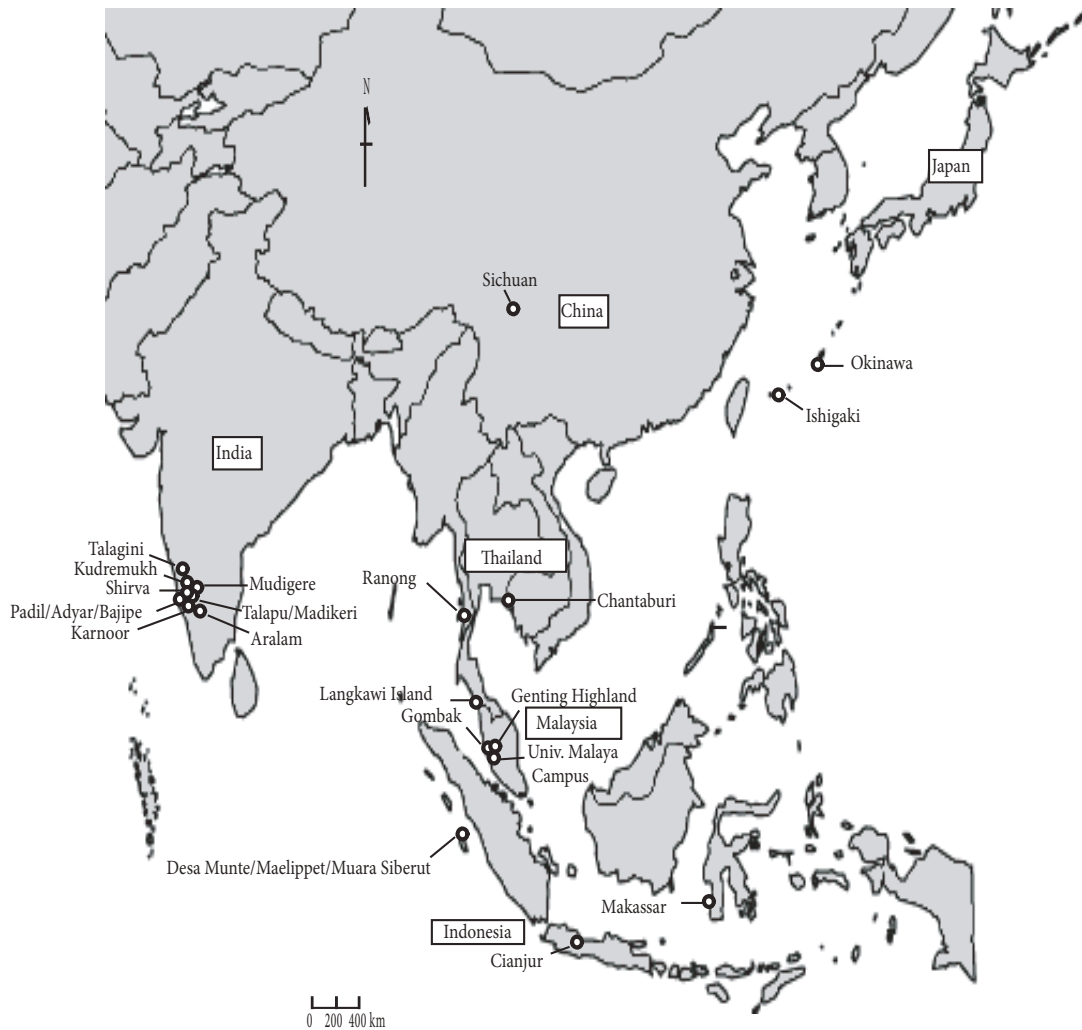 N
Japan
Sichuan
China
Okinawa
Ishigaki
India
Talagini
Kudremukh
Shirva
Padil/Adyar/Bajipe
Karnoor
Mudigere
Talapu/Madikeri
Aralam
Thailand
Ranong
Chantaburi
Langkawi Island
Genting Highland
Gombak
Malaysia
Univ. Malaya
Campus
Desa Munte/Maelippet/Muara Siberut
Makassar
Indonesia
Cianjur
0 200 400 km